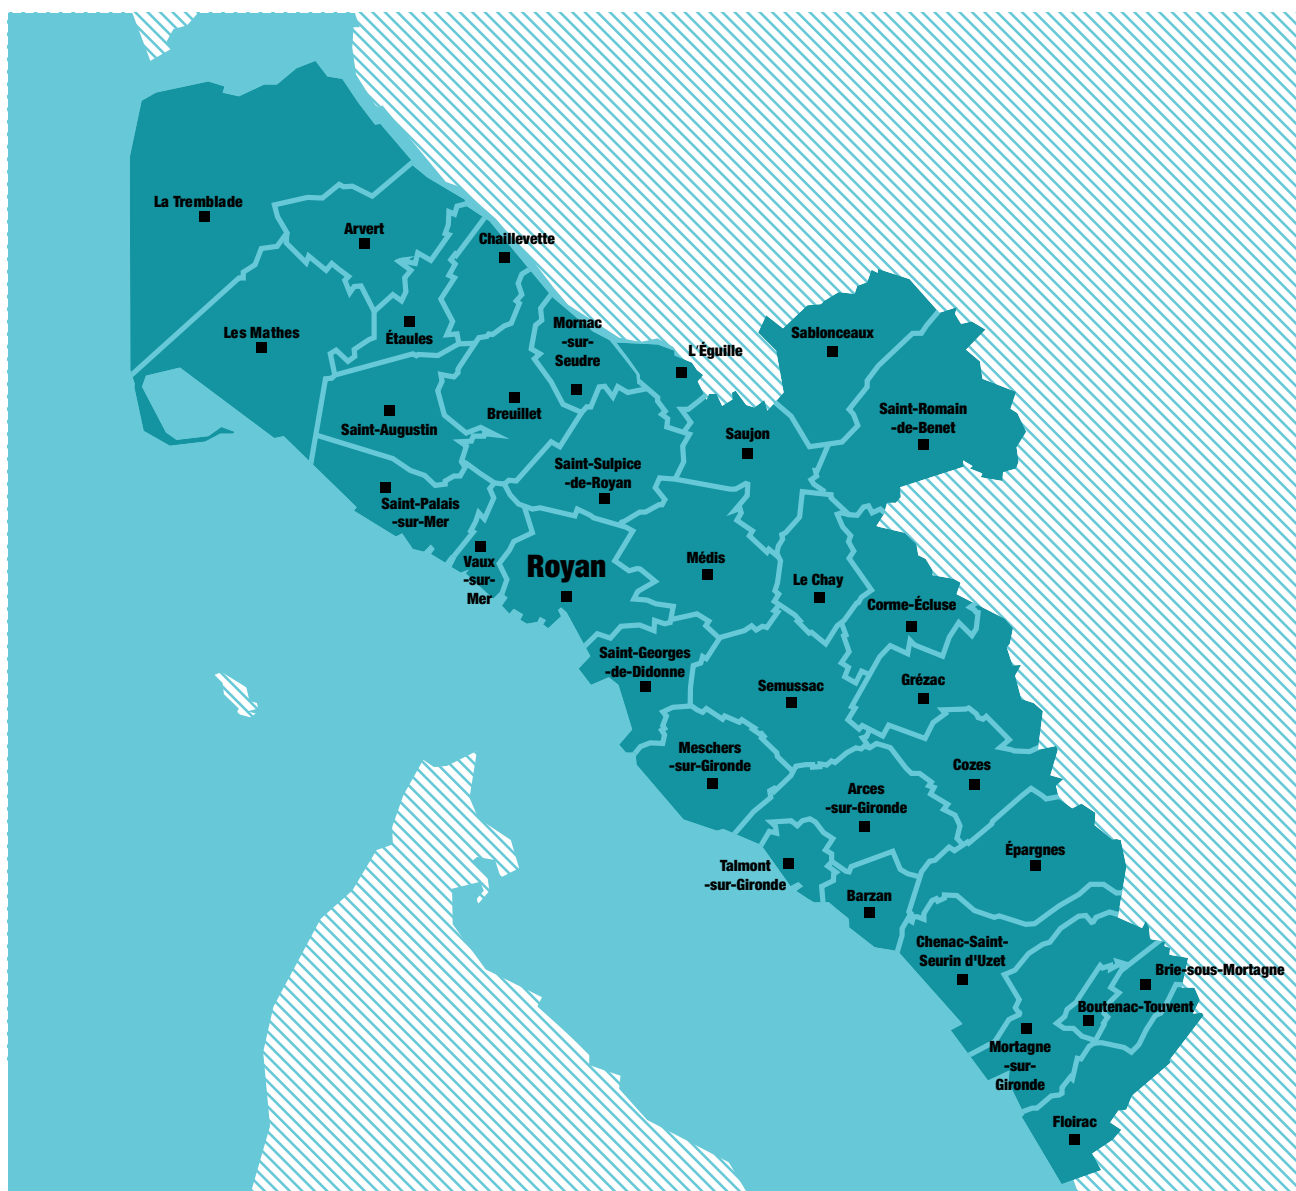 La Tremblade
Arvert
Chaillevette
Les Mathes
Étaules
Mornac
-sur-
Seudre
L'Éguille
Sablonceaux
Saint-Augustin
Breuillet
Saint-Romain
-de-Benet
Saujon
Saint-Sulpice
-de-Royan
Saint-Palais
-sur-Mer
Vaux
-sur-
Mer
Royan
Médis
Le Chay
Corme-Écluse
Saint-Georges
-de-Didonne
Semussac
Grézac
Meschers
-sur-Gironde
Cozes
Arces
-sur-Gironde
Talmont
-sur-Gironde
Épargnes
Barzan
Chenac-Saint-
Seurin d'Uzet
Brie-sous-Mortagne
Boutenac-Touvent
Mortagne
-sur-
Gironde
Floirac